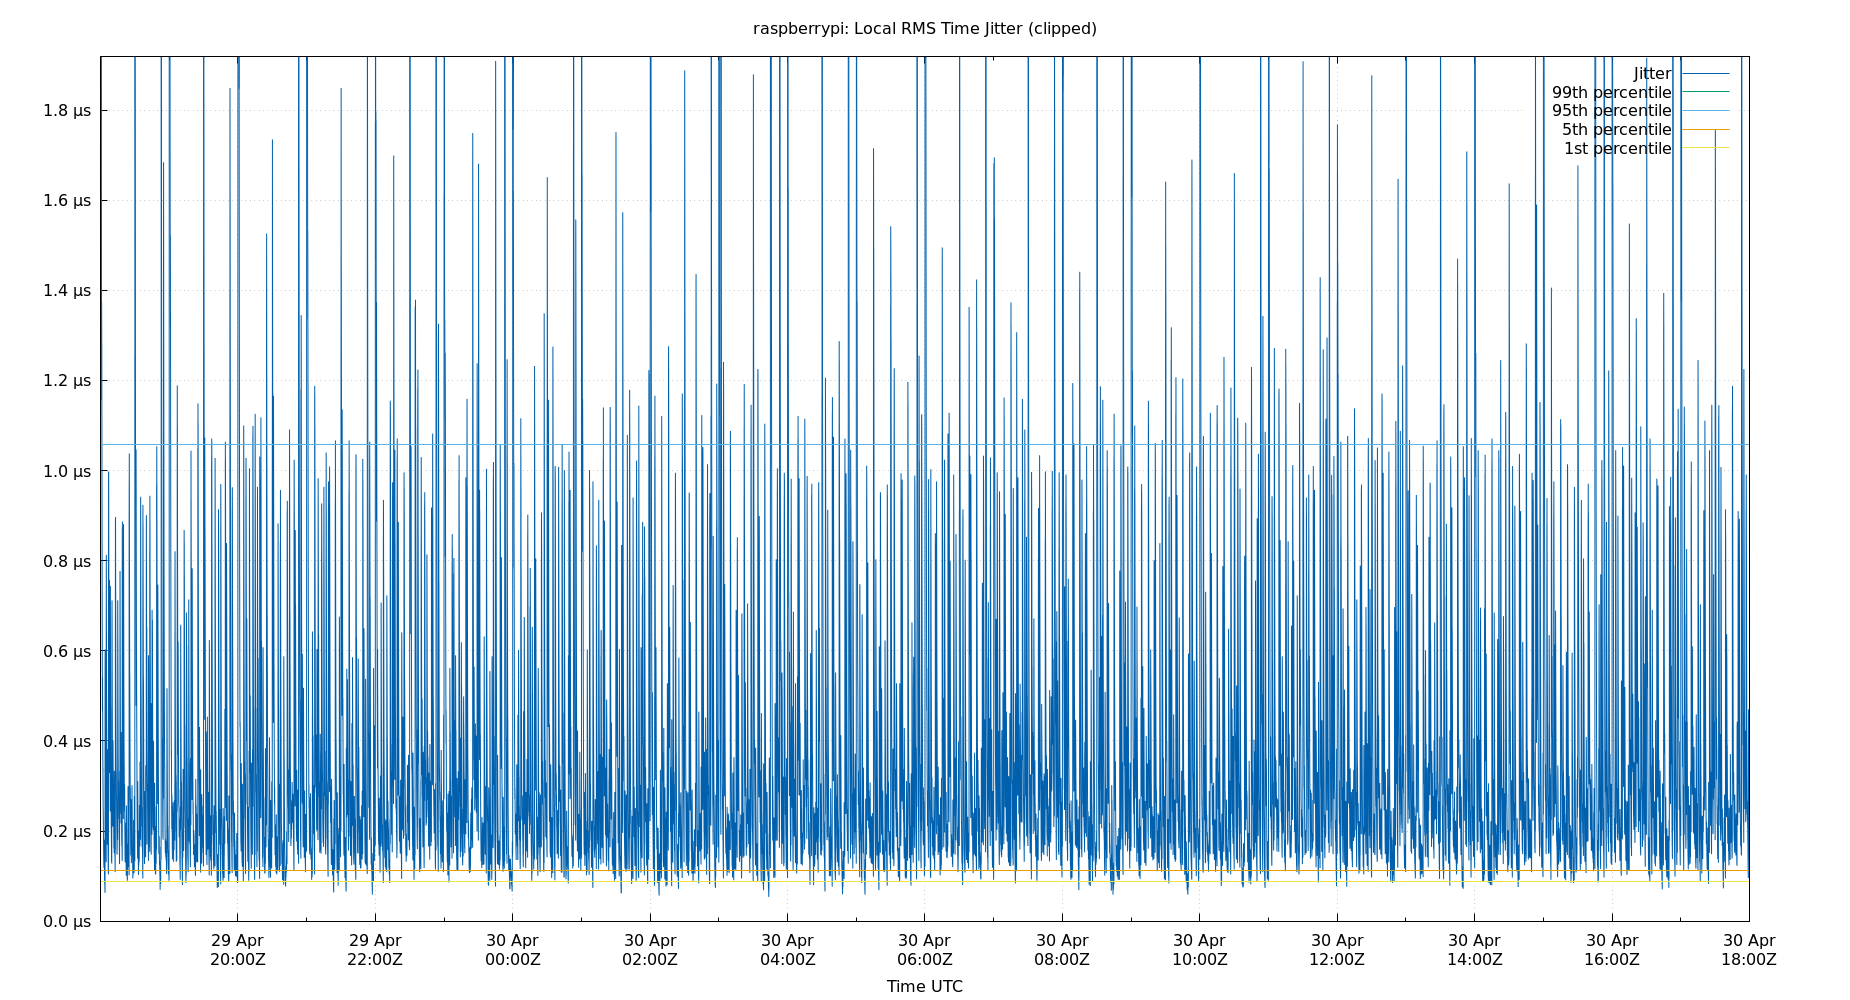 raspberrypi: Local RMS Time Jitter (clipped)
Jitter
99th percentile
95th percentile
5th percentile
1st percentile
1.8 µs
1.6 µs
1.4 µs
1.2 µs
1.0 µs
0.8 µs
0.6 µs
0.4 µs
0.2 µs
0.0 µs
29 Apr 29 Apr 30 Apr 30 Apr 30 Apr 30 Apr 30 Apr 30 Apr 30 Apr 30 Apr 30 Apr 30 Apr
20:00Z 22:00Z 00:00Z 02:00Z 04:00Z 06:00Z 08:00Z 10:00Z 12:00Z 14:00Z 16:00Z 18:00Z
Time UTC